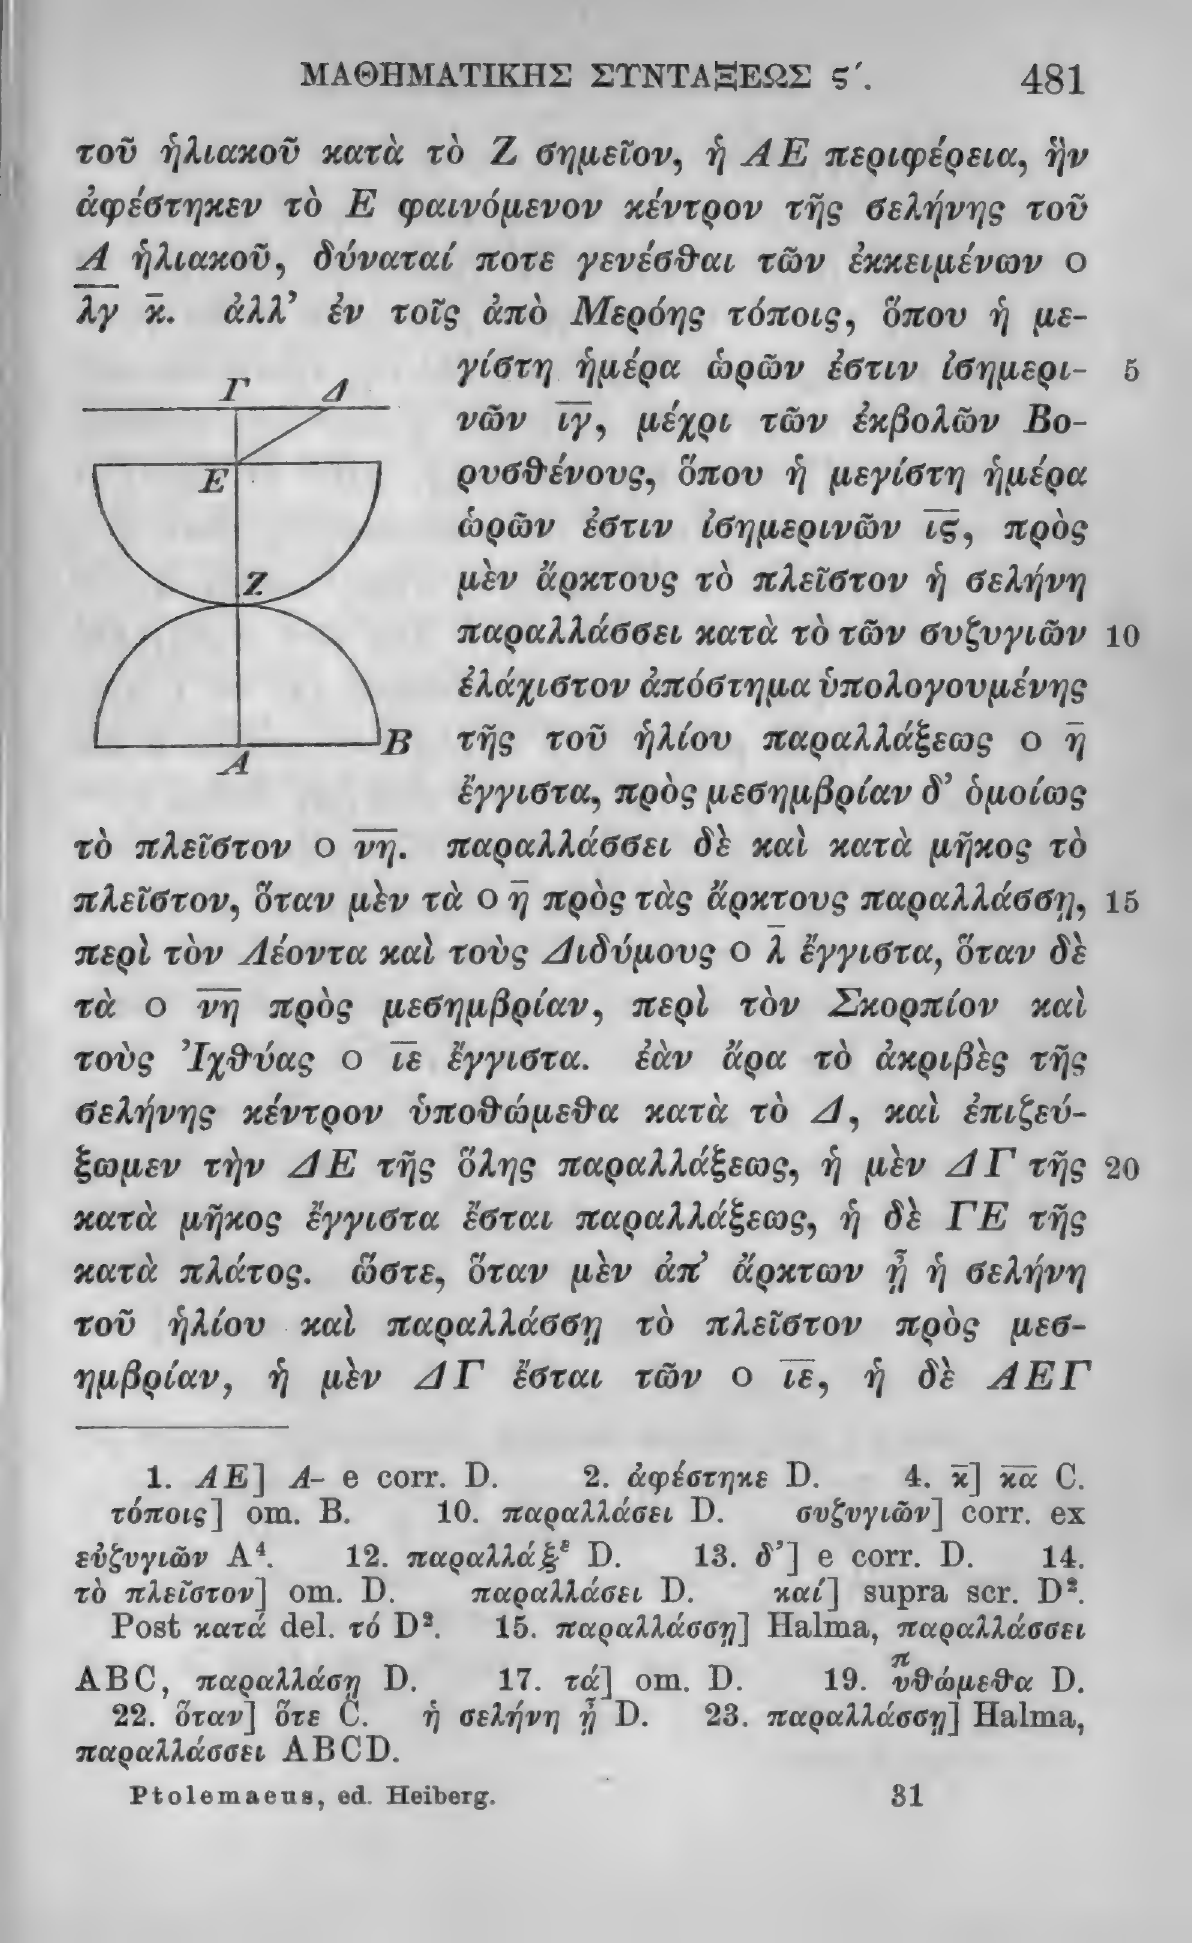 ΜΑΘΗΜΑΤΙΚΗΣ ΣΥΝΤΑΞΕΩΣ ϛ′. 481
τοῦ ἡλιακοῦ κατὰ τὸ Ζ σημεῖον, ἡ ΑΕ περιφέρεια, ἣν
ἀφέστηκεν τὸ Ε φαινόμενον κέντρον τῆς σελήνης τοῦ
Α ἡλιακοῦ, δύναταί ποτε γενέσθαι τῶν ἐκκειμένων ο
λ̅γ̅ κ̅. ἀλλ’ ἐν τοῖς ἀπὸ Μερόης τόποις, ὅπου ἡ με-
γίστη ἡμέρα ὡρῶν ἐστιν ἰσημερι- 5
νῶν ι̅γ̅, μέχρι τῶν ἐκβολῶν Βο-
ρυσθένους, ὅπου ἡ μεγίστη ἡμέρα
ὡρῶν ἐστιν ἰσημερινῶν ι̅ϛ̅, πρὸς
μὲν ἄρκτους τὸ πλεῖστον ἡ σελήνη
παραλλάσσει κατὰ τὸ τῶν συζυγιῶν 10
ἐλάχιστον ἀπόστημα ὑπολογουμένης
τῆς τοῦ ἡλίου παραλλάξεως ο η̅
ἔγγιστα, πρὸς μεσημβρίαν δ’ ὁμοίως
Γ Δ
Ε
Ζ
Β
Α
τὸ πλεῖστον ο ν̅η̅. παραλλάσσει δὲ καὶ κατὰ μῆκος τὸ
πλεῖστον, ὅταν μὲν τὰ ο η̅ πρὸς τὰς ἄρκτους παραλλάσσῃ, 15
περὶ τὸν Λέοντα καὶ τοὺς Διδύμους ο λ̅ ἔγγιστα, ὅταν δὲ
τὰ ο ν̅η̅ πρὸς μεσημβρίαν, περὶ τὸν Σκορπίον καὶ
τοὺς Ἰχθύας ο ι̅ε̅ ἔγγιστα. ἐὰν ἄρα τὸ ἀκριβὲς τῆς
σελήνης κέντρον ὑποθώμεθα κατὰ τὸ Δ, καὶ ἐπιζεύ-
ξωμεν τὴν ΔΕ τῆς ὅλης παραλλάξεως, ἡ μὲν ΔΓ τῆς 20
κατὰ μῆκος ἔγγιστα ἔσται παραλλάξεως, ἡ δὲ ΓΕ τῆς
κατὰ πλάτος. ὥστε, ὅταν μὲν ἀπ’ ἄρκτων ᾖ ἡ σελήνη
τοῦ ἡλίου καὶ παραλλάσσῃ τὸ πλεῖστον πρὸς μεσ-
ημβρίαν, ἡ μὲν ΔΓ ἔσται τῶν ο ι̅ε̅, ἡ δὲ ΑΕΓ
1. ΑΕ] Α- e corr. D. 2. ἀφέστηκε D. 4. κ̅] κ̅α̅ C.
τόποις] om. B. 10. παραλλάσει D. συζυγιῶν] corr. ex
εὐζυγιῶν A⁴. 12. παραλλάξᵋ D. 13. δ’] e corr. D. 14.
τὸ πλεῖστον] om. D. παραλλάσει D. καί] supra scr. D².
Post κατά del. τό D². 15. παραλλάσσῃ] Halma, παραλλάσσει
ABC, παραλλάσῃ D. 17. τά] om. D. 19. ὑ<sup>π</sup>θώμεθα D.
22. ὅταν] ὅτε C. ἡ σελήνη ᾖ D. 23. παραλλάσσῃ] Halma,
παραλλάσσει ABCD.
Ptolemaeus, ed. Heiberg. 31